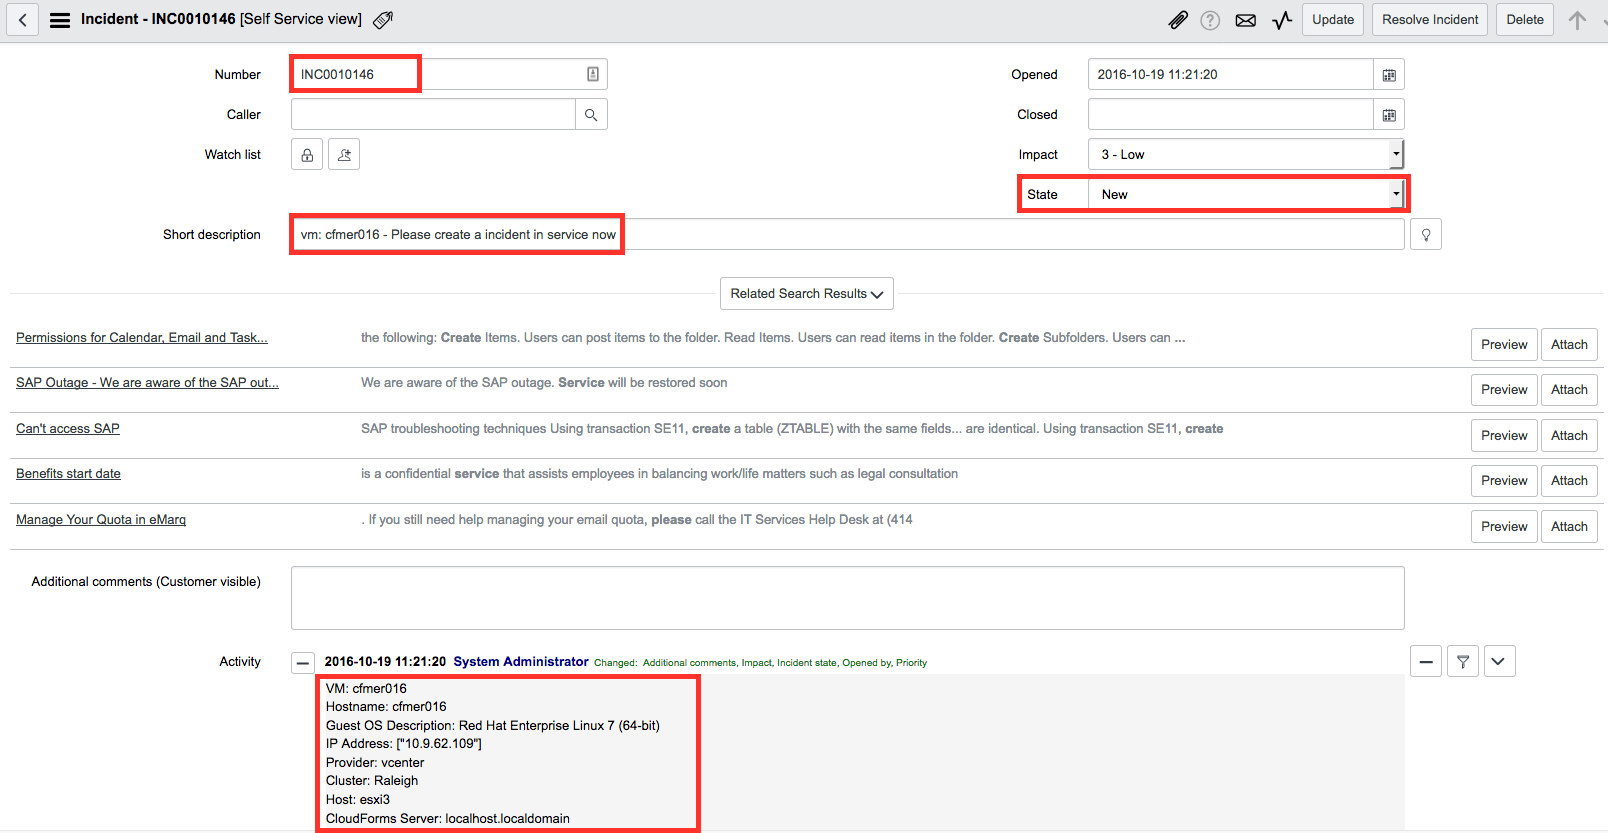 Incident - INC0010146 [Self Service view]
Update
Resolve Incident
Delete
Number
INC0010146
Opened
2016-10-19 11:21:20
Caller
Closed
Watch list
Impact
3 - Low
State
New
Short description
vm: cfmer016 - Please create a incident in service now
Related Search Results
Permissions for Calendar, Email and Task...
the following: Create Items. Users can post items to the folder. Read Items. Users can read items in the folder. Create Subfolders. Users can ...
Preview
Attach
SAP Outage - We are aware of the SAP out...
We are aware of the SAP outage. Service will be restored soon
Preview
Attach
Can't access SAP
SAP troubleshooting techniques Using transaction SE11, create a table (ZTABLE) with the same fields... are identical. Using transaction SE11, create
Preview
Attach
Benefits start date
is a confidential service that assists employees in balancing work/life matters such as legal consultation
Preview
Attach
Manage Your Quota in eMarq
. If you still need help managing your email quota, please call the IT Services Help Desk at (414
Preview
Attach
Additional comments (Customer visible)
Activity
2016-10-19 11:21:20 System Administrator Changed: Additional comments, Impact, Incident state, Opened by, Priority
VM: cfmer016
Hostname: cfmer016
Guest OS Description: Red Hat Enterprise Linux 7 (64-bit)
IP Address: ["10.9.62.109"]
Provider: vcenter
Cluster: Raleigh
Host: esxi3
CloudForms Server: localhost.localdomain